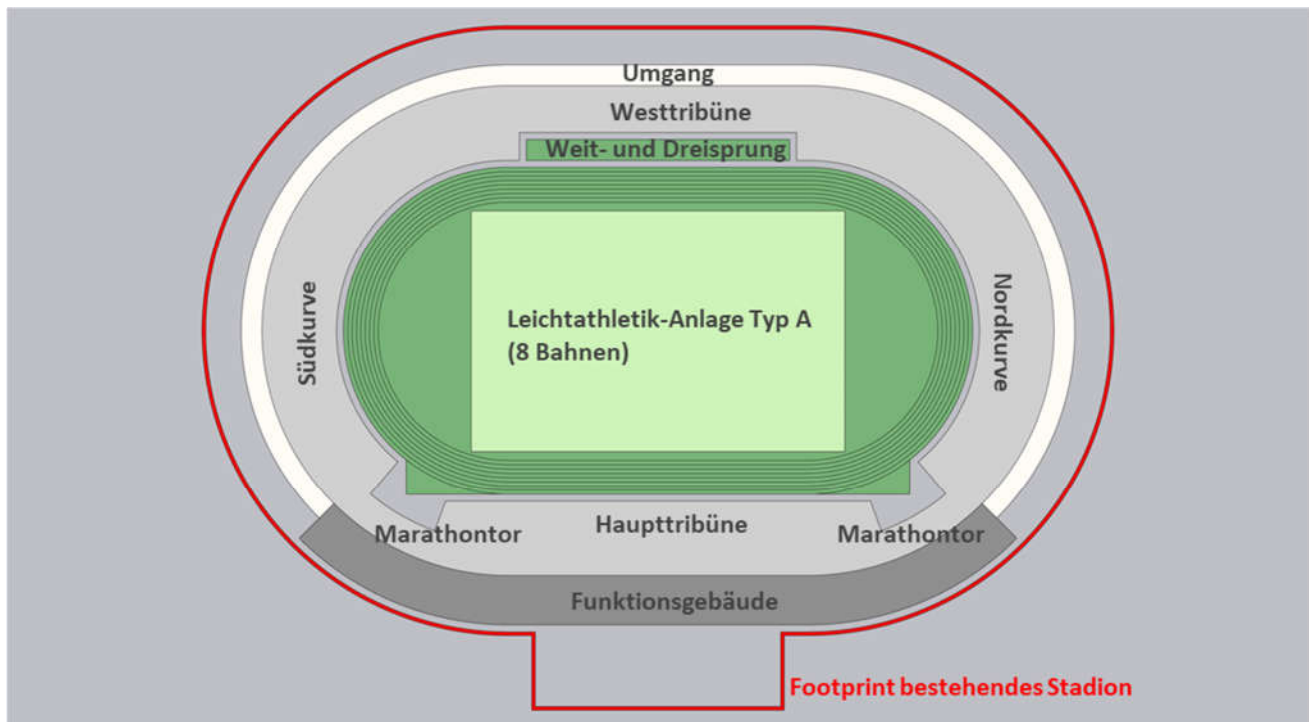 Umgang
Westtribüne
Weit- und Dreisprung
Südkurve
Leichtathletik-Anlage Typ A
(8 Bahnen)
Nordkurve
Marathontor
Haupttribüne
Marathontor
Funktionsgebäude
Footprint bestehendes Stadion